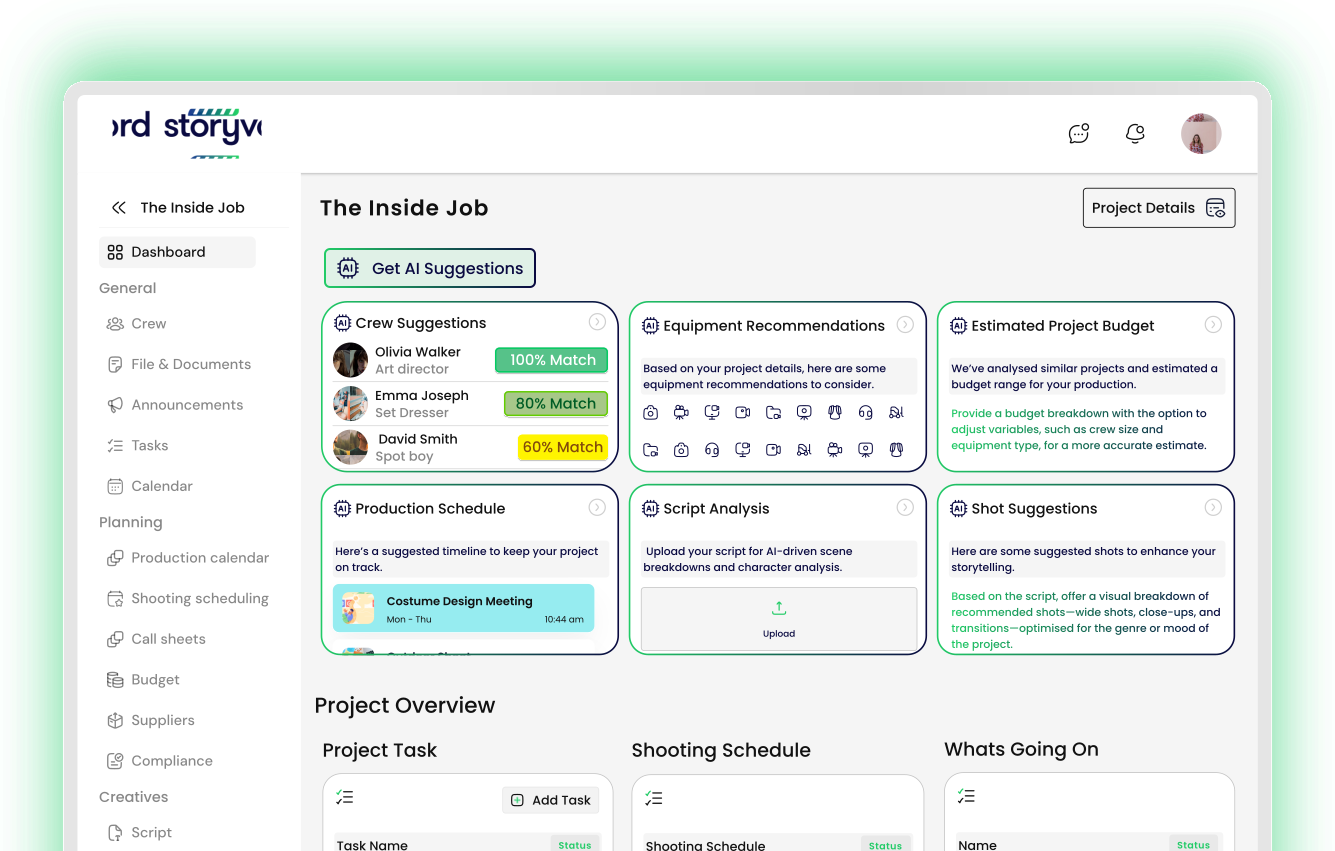 ord storyvo
The Inside Job
Dashboard
General
Crew
File & Documents
Announcements
Tasks
Calendar
Planning
Production calendar
Shooting scheduling
Call sheets
Budget
Suppliers
Compliance
Creatives
Script
The Inside Job
Project Details
AI Get AI Suggestions
AI Crew Suggestions
Olivia Walker
Art director
100% Match
Emma Joseph
Set Dresser
80% Match
David Smith
Spot boy
60% Match
AI Equipment Recommendations
Based on your project details, here are some
equipment recommendations to consider.
AI Estimated Project Budget
We've analysed similar projects and estimated a
budget range for your production.
Provide a budget breakdown with the option to
adjust variables, such as crew size and
equipment type, for a more accurate estimate.
AI Production Schedule
Here's a suggested timeline to keep your project
on track.
Costume Design Meeting
Mon - Thu
10:44 am
AI Script Analysis
Upload your script for AI-driven scene
breakdowns and character analysis.
Upload
AI Shot Suggestions
Here are some suggested shots to enhance your
storytelling.
Based on the script, offer a visual breakdown of
recommended shots—wide shots, close-ups, and
transitions—optimised for the genre or mood of
the project.
Project Overview
Project Task
Add Task
Task Name
Status
Shooting Schedule
Shooting Schedule
Status
Whats Going On
Name
Status